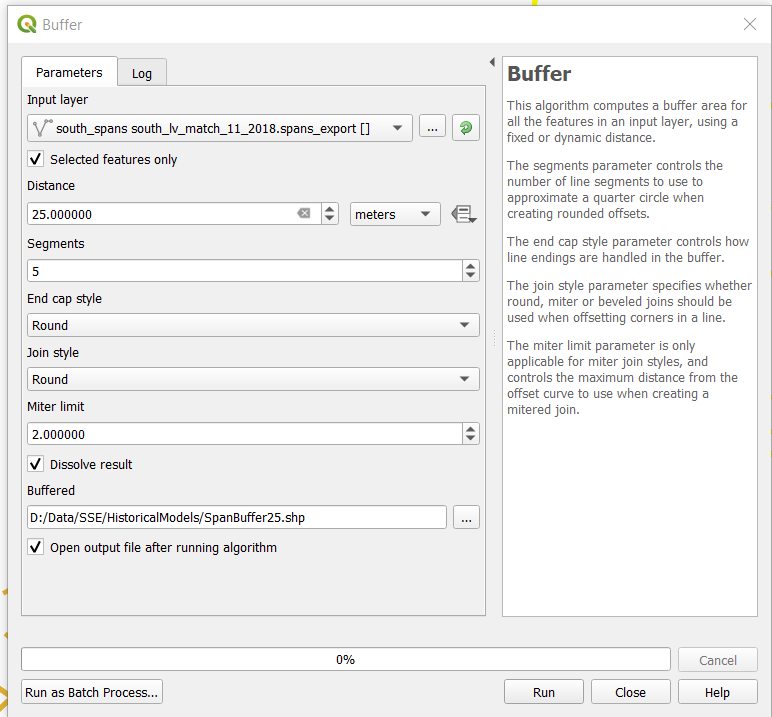 Buffer
Parameters
Log
Input layer
south_spans south_lv_match_11_2018.spans_export []
...
Selected features only
Distance
25.000000
meters
Segments
5
End cap style
Round
Join style
Round
Miter limit
2.000000
Dissolve result
Buffered
D:/Data/SSE/HistoricalModels/SpanBuffer25.shp
...
Open output file after running algorithm
Buffer
This algorithm computes a buffer area for
all the features in an input layer, using a
fixed or dynamic distance.
The segments parameter controls the
number of line segments to use to
approximate a quarter circle when
creating rounded offsets.
The end cap style parameter controls how
line endings are handled in the buffer.
The join style parameter specifies whether
round, miter or beveled joins should be
used when offsetting corners in a line.
The miter limit parameter is only
applicable for miter join styles, and
controls the maximum distance from the
offset curve to use when creating a
mitered join.
0%
Cancel
Run as Batch Process...
Run
Close
Help